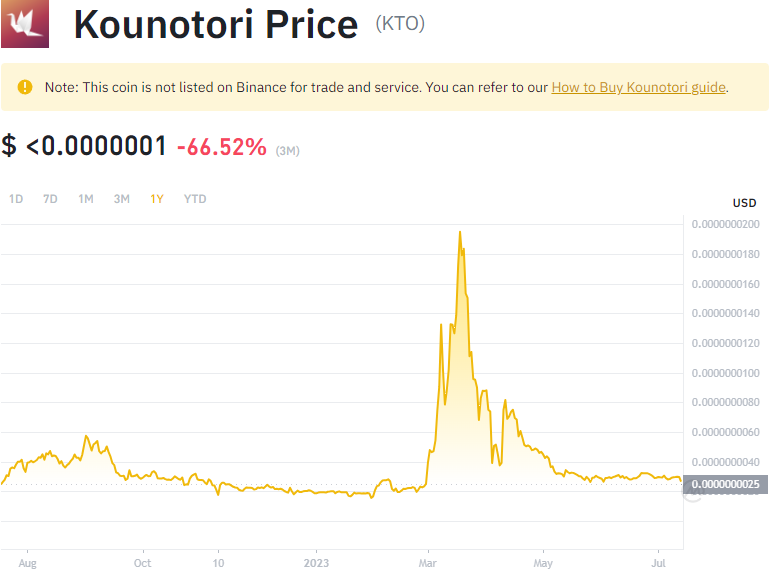 Kounotori Price (KTO)
Note: This coin is not listed on Binance for trade and service. You can refer to our How to Buy Kounotori guide.
$ <0.0000001 -66.52% (3M)
1D 7D 1M 3M 1Y YTD
USD
0.0000000200
0.0000000180
0.0000000160
0.0000000140
0.0000000120
0.0000000100
0.0000000080
0.0000000060
0.0000000040
0.0000000025
Aug Oct 10 2023 Mar May Jul